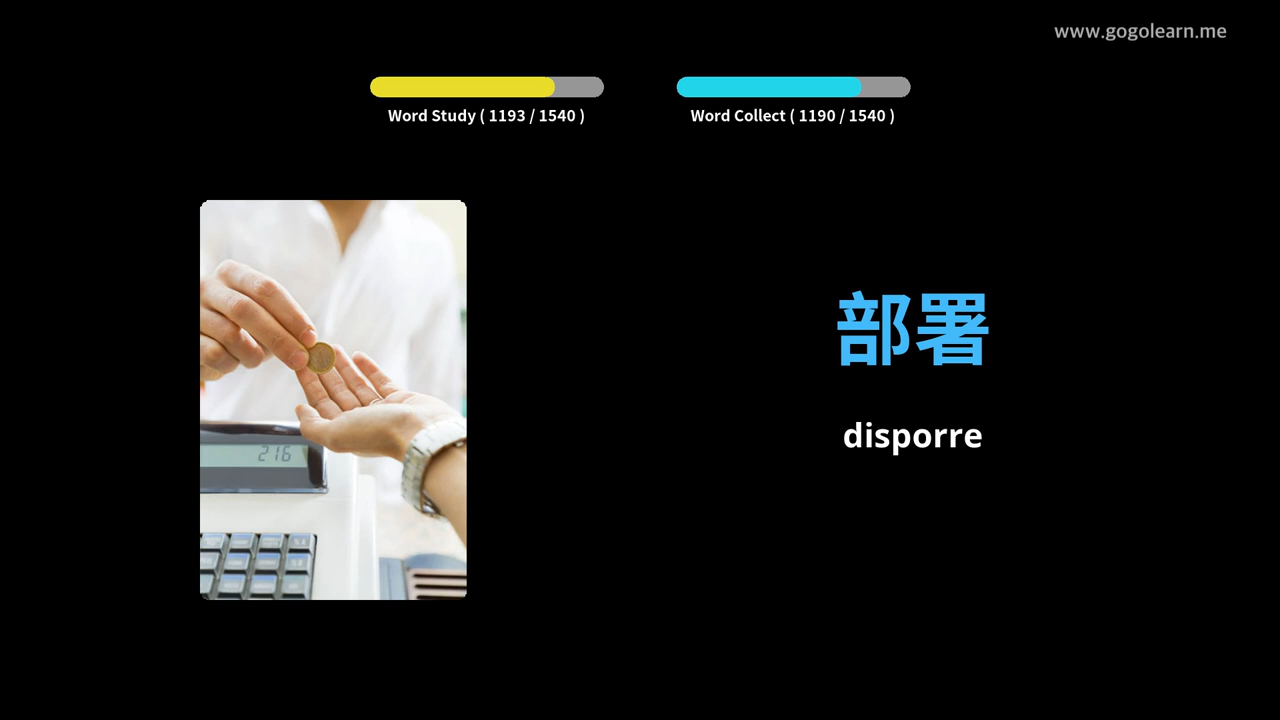 www.gogolearn.me
Word Study ( 1193 / 1540 )
Word Collect ( 1190 / 1540 )
216
部署
disporre